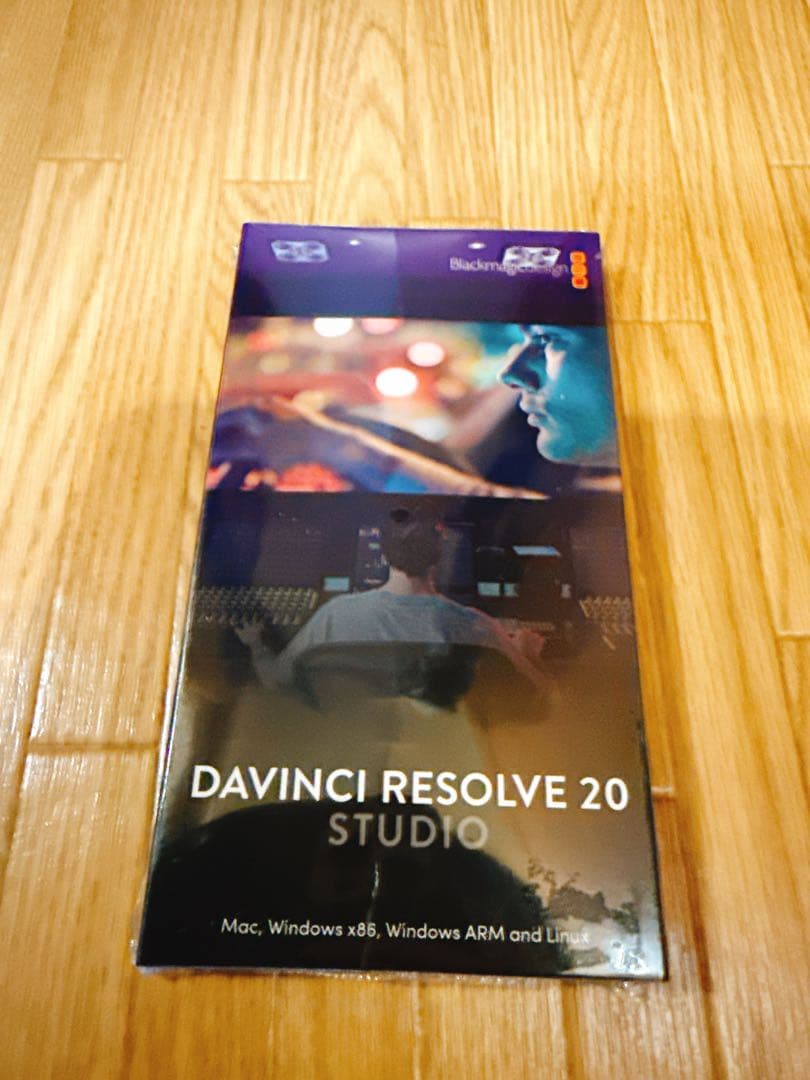 Blackmagicdesign
DAVINCI RESOLVE 20
STUDIO
Mac, Windows x86, Windows ARM and Linux